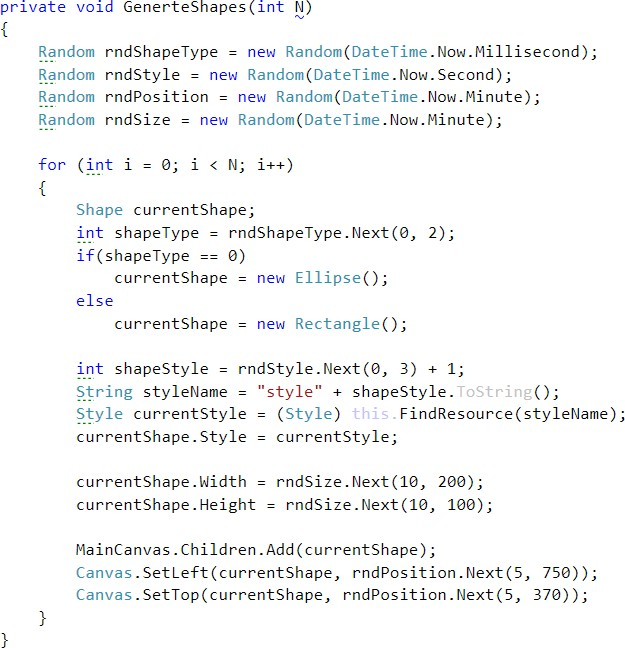 private void GenerteShapes(int N)
{
    Random rndShapeType = new Random(DateTime.Now.Millisecond);
    Random rndStyle = new Random(DateTime.Now.Second);
    Random rndPosition = new Random(DateTime.Now.Minute);
    Random rndSize = new Random(DateTime.Now.Minute);

    for (int i = 0; i < N; i++)
    {
        Shape currentShape;
        int shapeType = rndShapeType.Next(0, 2);
        if(shapeType == 0)
            currentShape = new Ellipse();
        else
            currentShape = new Rectangle();

        int shapeStyle = rndStyle.Next(0, 3) + 1;
        String styleName = "style" + shapeStyle.ToString();
        Style currentStyle = (Style) this.FindResource(styleName);
        currentShape.Style = currentStyle;

        currentShape.Width = rndSize.Next(10, 200);
        currentShape.Height = rndSize.Next(10, 100);

        MainCanvas.Children.Add(currentShape);
        Canvas.SetLeft(currentShape, rndPosition.Next(5, 750));
        Canvas.SetTop(currentShape, rndPosition.Next(5, 370));
    }
}